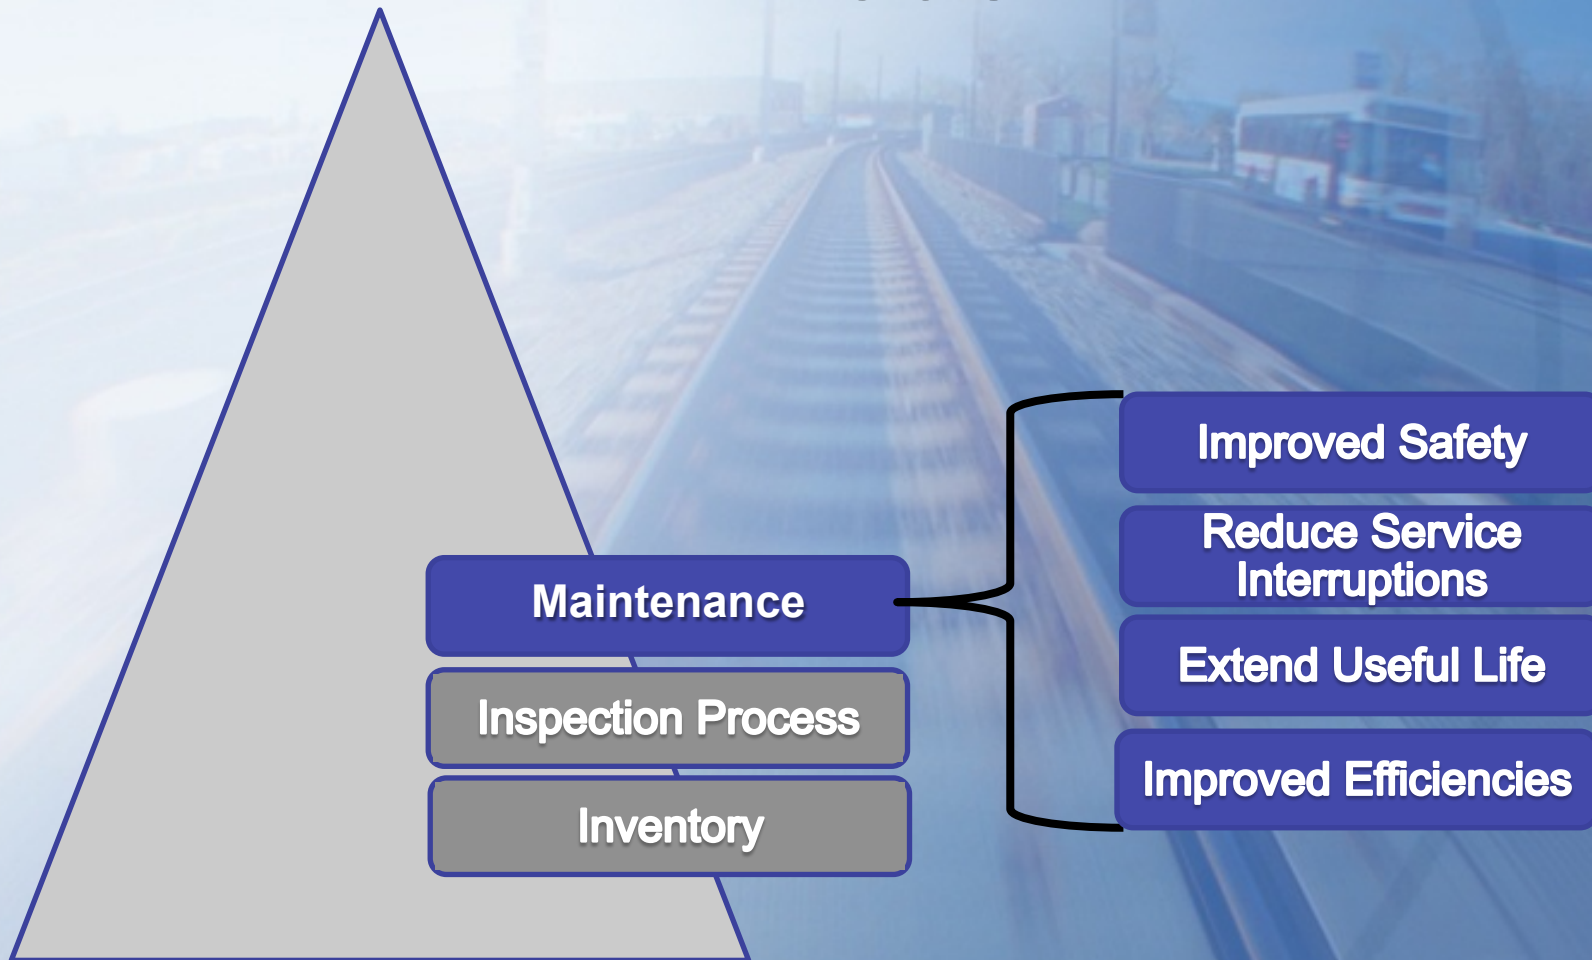 Maintenance
Inspection Process
Inventory
Improved Safety
Reduce Service
Interruptions
Extend Useful Life
Improved Efficiencies